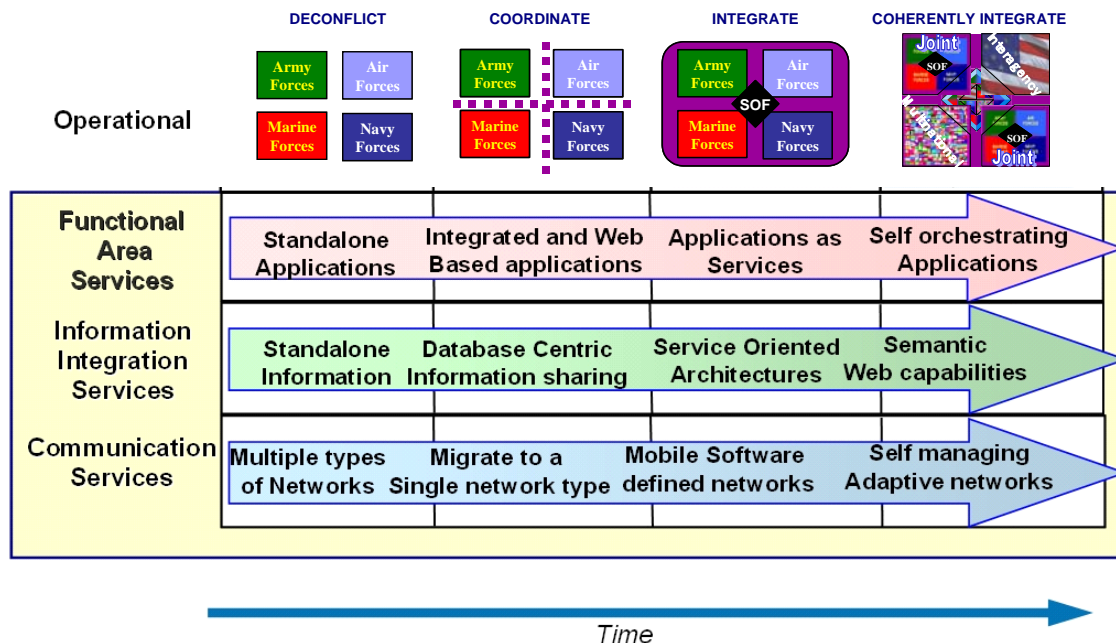 DECONFLICT
COORDINATE
INTEGRATE
COHERENTLY INTEGRATE
Operational
Army
Forces
Air
Forces
Marine
Forces
Navy
Forces
Army
Forces
Air
Forces
Marine
Forces
Navy
Forces
Army
Forces
Air
Forces
SOF
Marine
Forces
Navy
Forces
Joint
SOF
Interagency
Multinational
SOF
Joint
Functional
Area
Services
Standalone
Applications
Integrated and Web
Based applications
Applications as
Services
Self orchestrating
Applications
Information
Integration
Services
Standalone
Information
Database Centric
Information sharing
Service Oriented
Architectures
Semantic
Web capabilities
Communication
Services
Multiple types
of Networks
Migrate to a
Single network type
Mobile Software
defined networks
Self managing
Adaptive networks
Time